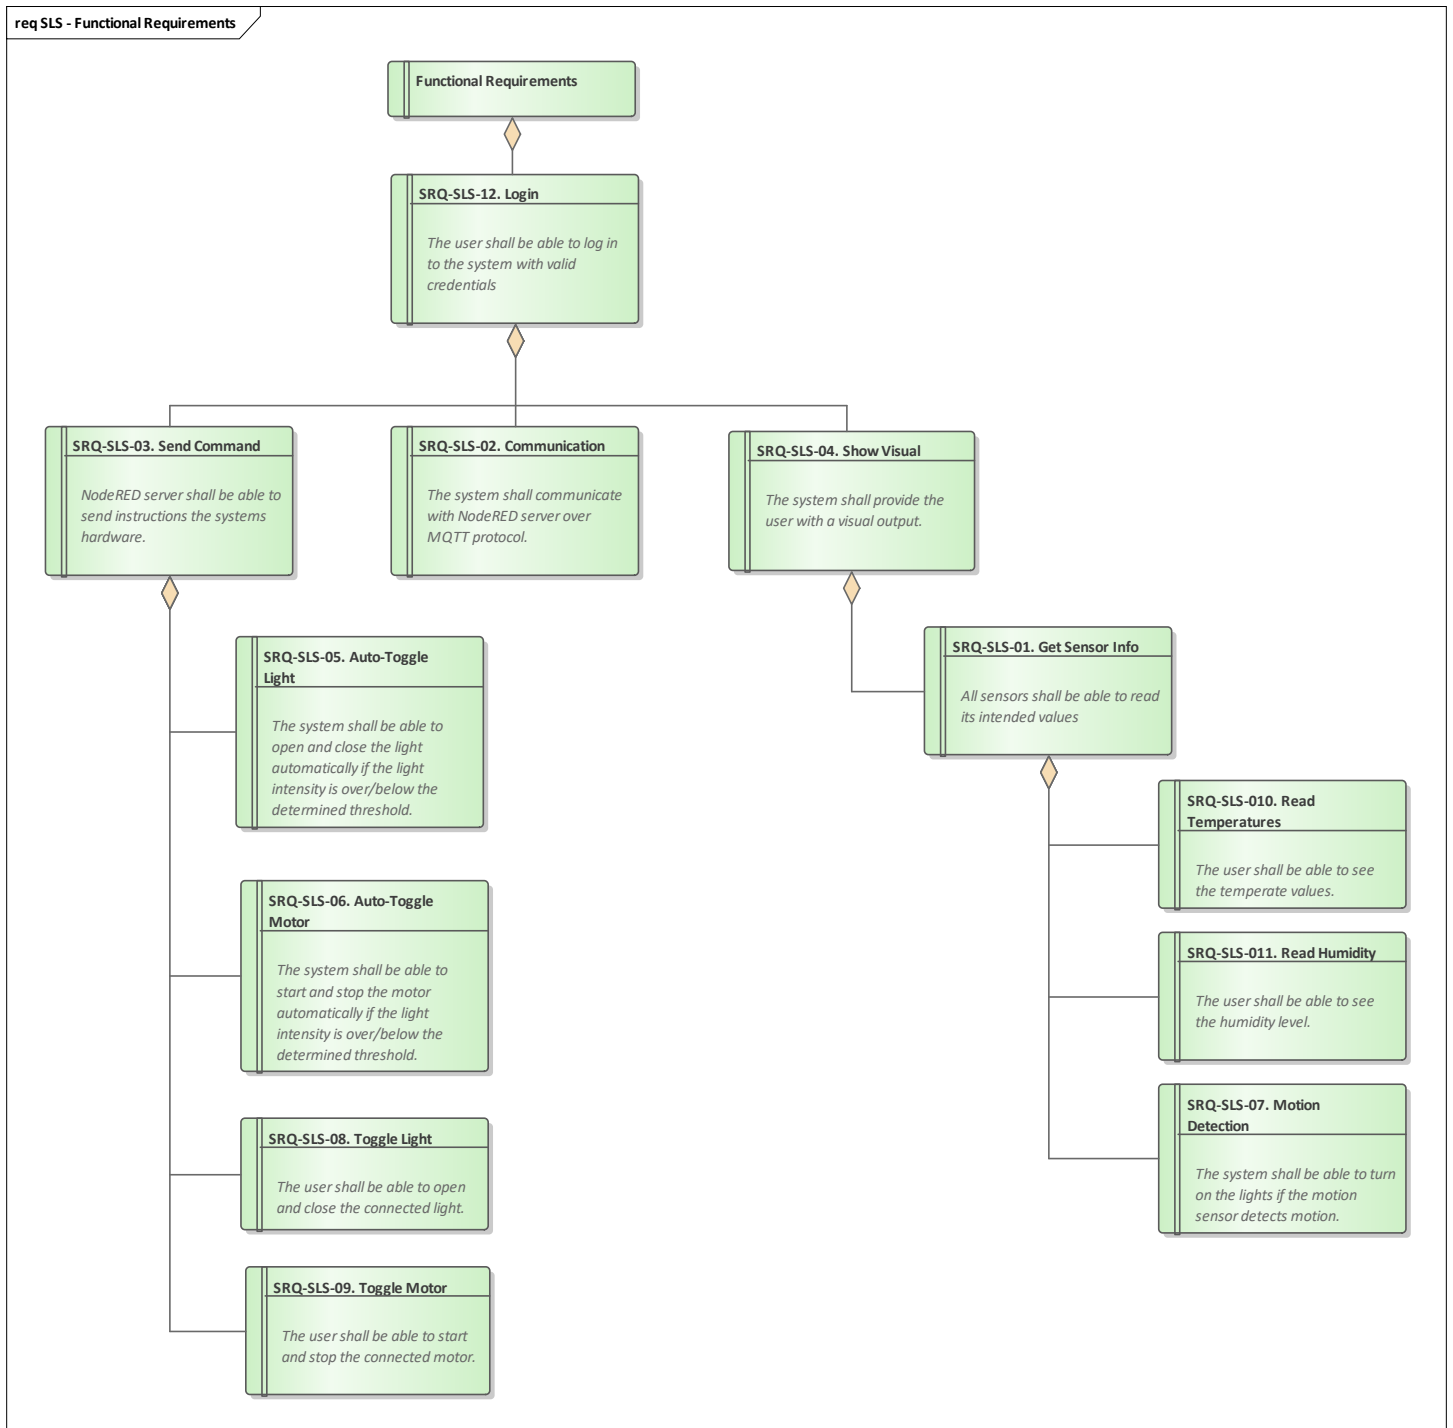 req SLS - Functional Requirements
Functional Requirements
SRQ-SLS-12. Login
The user shall be able to log in
to the system with valid
credentials
SRQ-SLS-03. Send Command
NodeRED server shall be able to
send instructions the systems
hardware.
SRQ-SLS-02. Communication
The system shall communicate
with NodeRED server over
MQTT protocol.
SRQ-SLS-04. Show Visual
The system shall provide the
user with a visual output.
SRQ-SLS-05. Auto-Toggle
Light
The system shall be able to
open and close the light
automatically if the light
intensity is over/below the
determined threshold.
SRQ-SLS-06. Auto-Toggle
Motor
The system shall be able to
start and stop the motor
automatically if the light
intensity is over/below the
determined threshold.
SRQ-SLS-08. Toggle Light
The user shall be able to open
and close the connected light.
SRQ-SLS-09. Toggle Motor
The user shall be able to start
and stop the connected motor.
SRQ-SLS-01. Get Sensor Info
All sensors shall be able to read
its intended values
SRQ-SLS-010. Read
Temperatures
The user shall be able to see
the temperate values.
SRQ-SLS-011. Read Humidity
The user shall be able to see
the humidity level.
SRQ-SLS-07. Motion
Detection
The system shall be able to turn
on the lights if the motion
sensor detects motion.